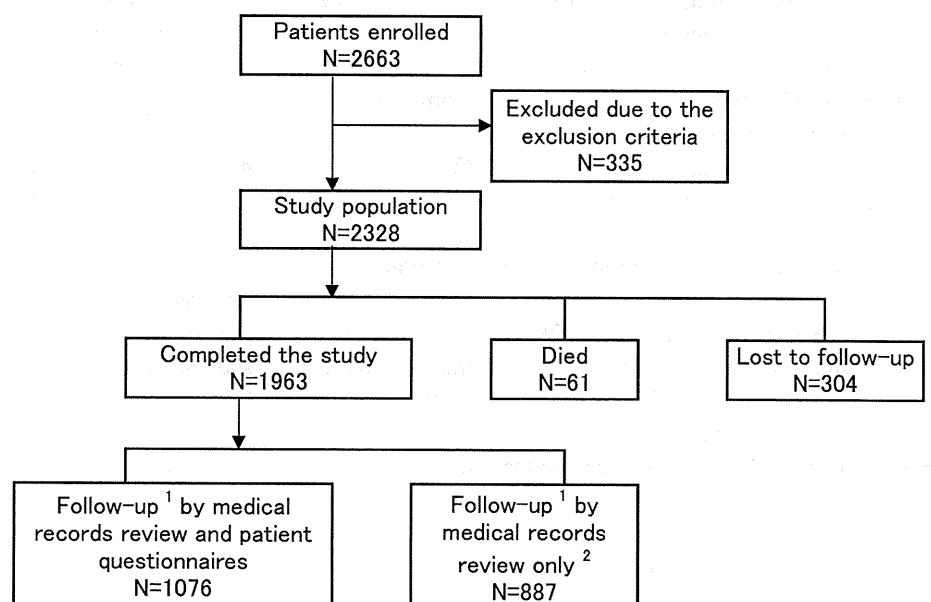 Patients enrolled
N=2663
Excluded due to the
exclusion criteria
N=335
Study population
N=2328
Completed the study
N=1963
Died
N=61
Lost to follow-up
N=304
Follow-up 1 by medical
records review and patient
questionnaires
N=1076
Follow-up 1 by
medical records
review only 2
N=887